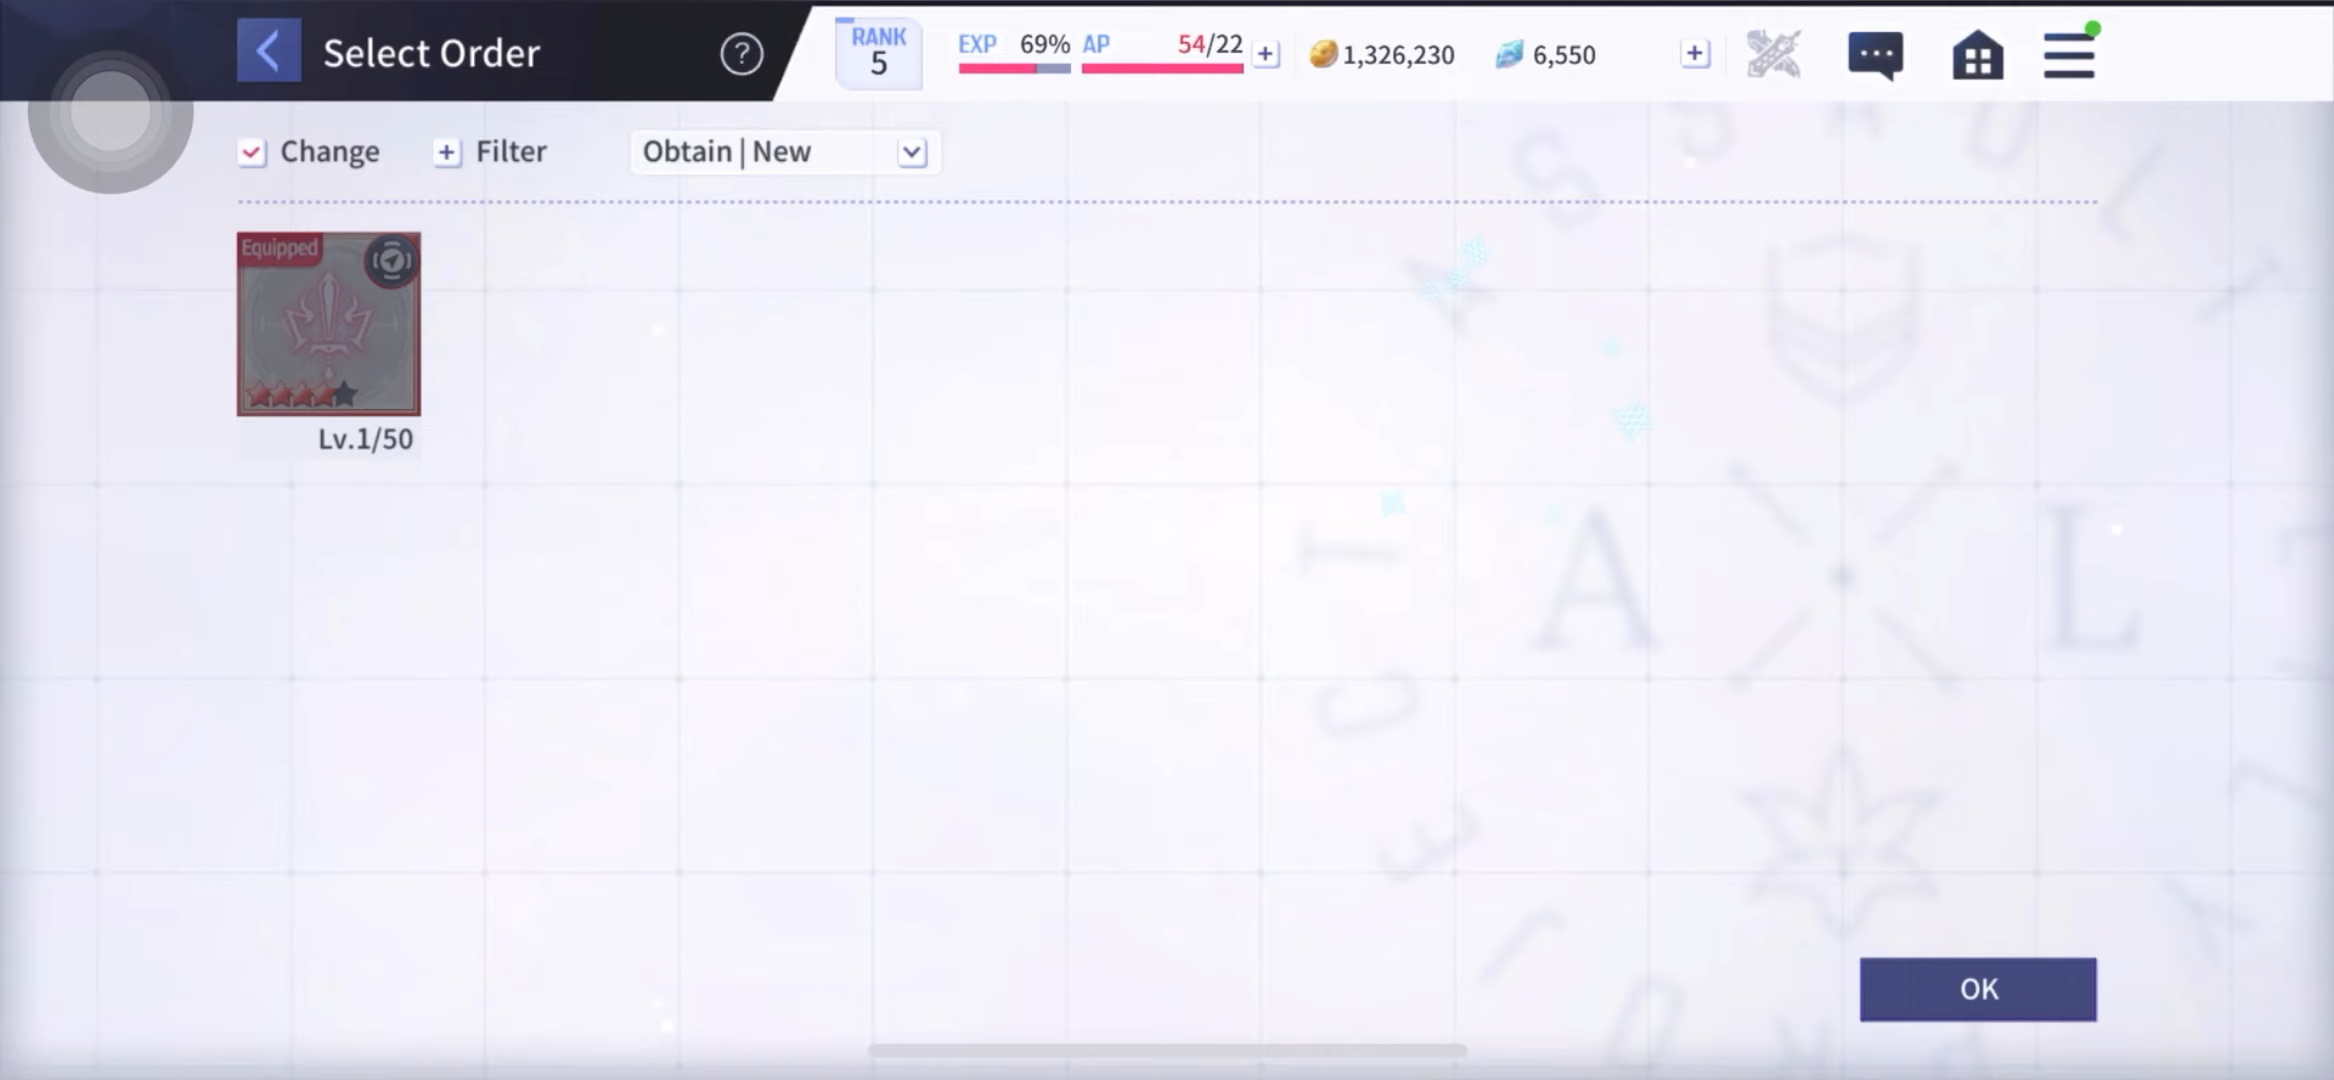 Select Order
?
RANK
5
EXP 69%
AP 54/22
1,326,230
6,550
Change
Filter
Obtain | New
Equipped
Lv.1/50
A L
OK